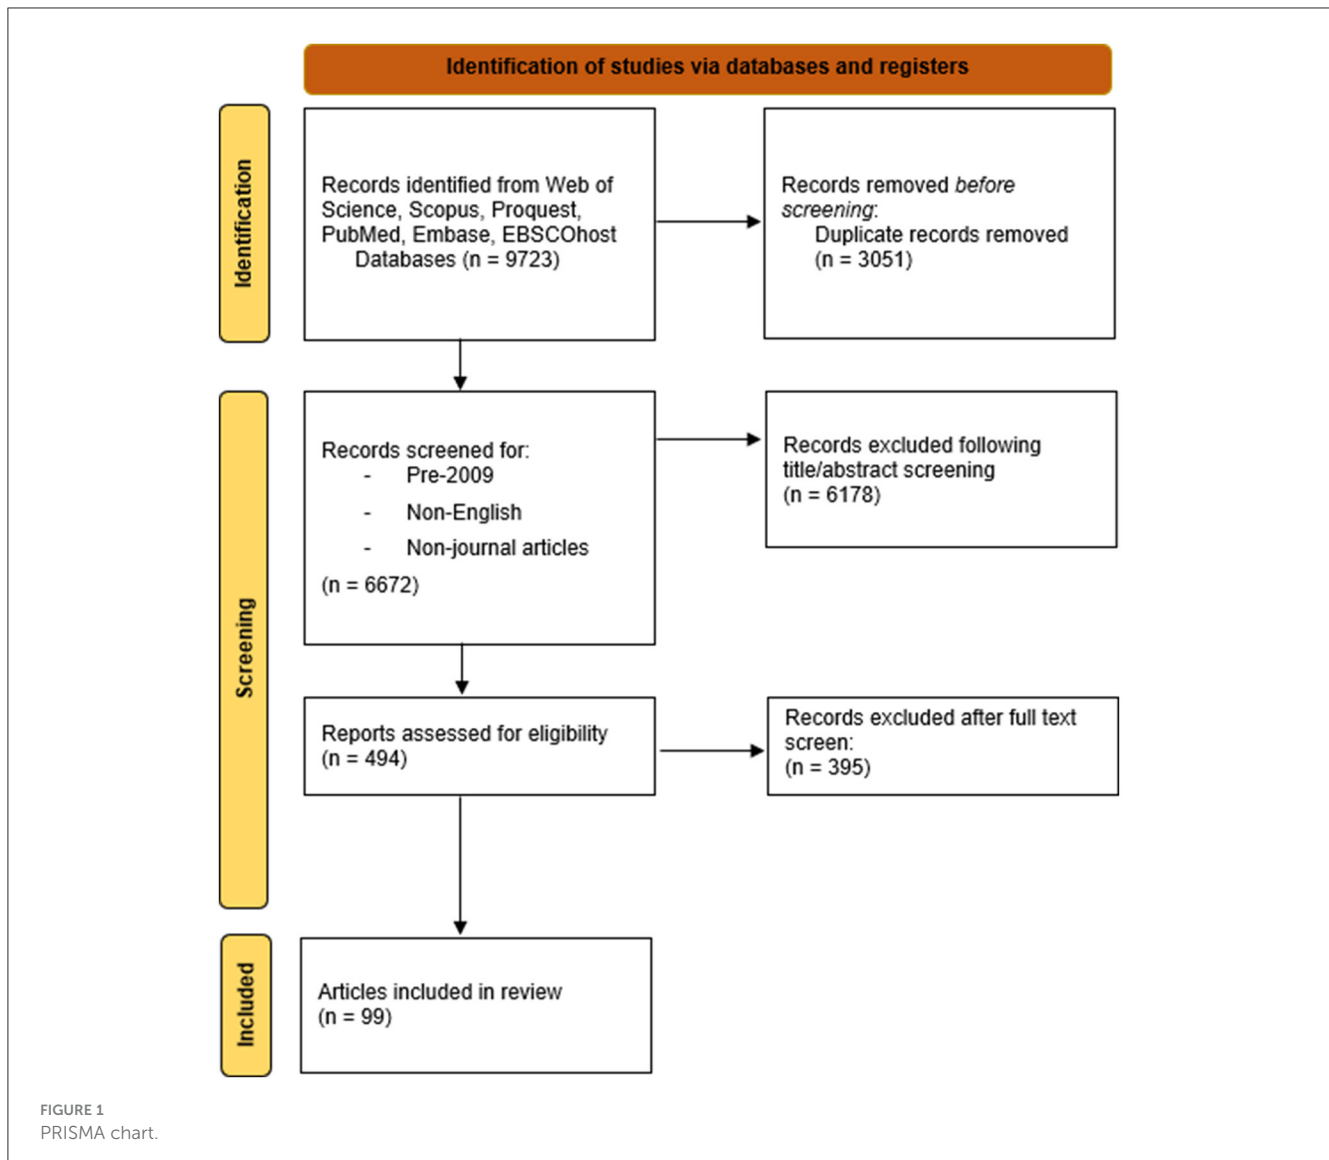 Identification of studies via databases and registers
Identification
Records identified from Web of
Science, Scopus, Proquest,
PubMed, Embase, EBSCOhost
Databases (n = 9723)
Records removed before
screening:
Duplicate records removed
(n = 3051)
Screening
Records screened for:
- Pre-2009
- Non-English
- Non-journal articles
(n = 6672)
Records excluded following
title/abstract screening
(n = 6178)
Reports assessed for eligibility
(n = 494)
Records excluded after full text
screen:
(n = 395)
Included
Articles included in review
(n = 99)
FIGURE 1
PRISMA chart.